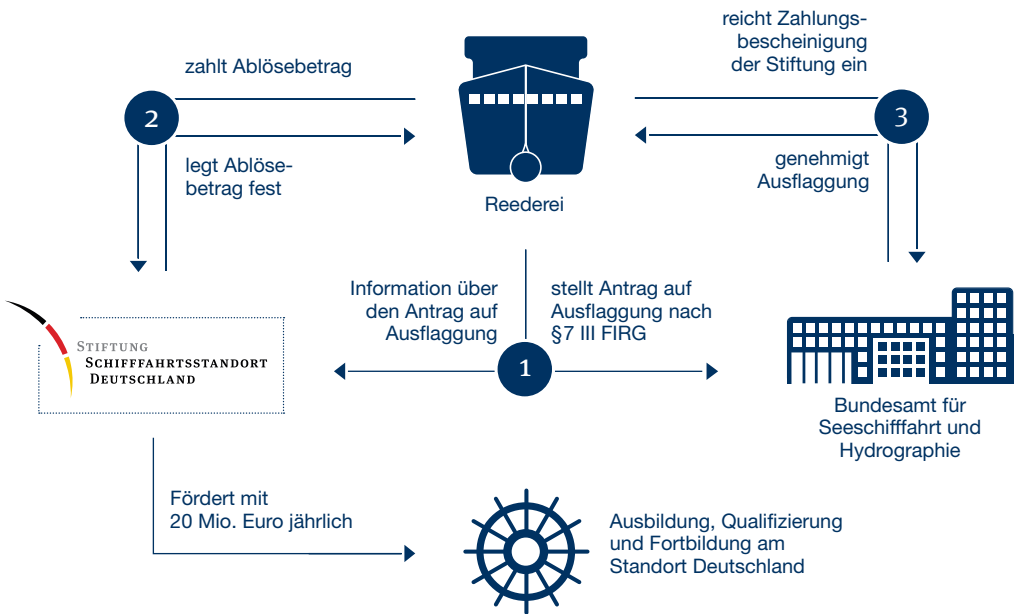 zahlt Ablösebetrag
2
legt Ablöse-
betrag fest
Reederei
reicht Zahlungs-
bescheinigung
der Stiftung ein
3
genehmigt
Ausflaggung
Information über
den Antrag auf
Ausflaggung
stellt Antrag auf
Ausflaggung nach
§7 III FIRG
1
STIFTUNG
SCHIFFFAHRTSSTANDORT
DEUTSCHLAND
Bundesamt für
Seeschifffahrt und
Hydrographie
Fördert mit
20 Mio. Euro jährlich
Ausbildung, Qualifizierung
und Fortbildung am
Standort Deutschland